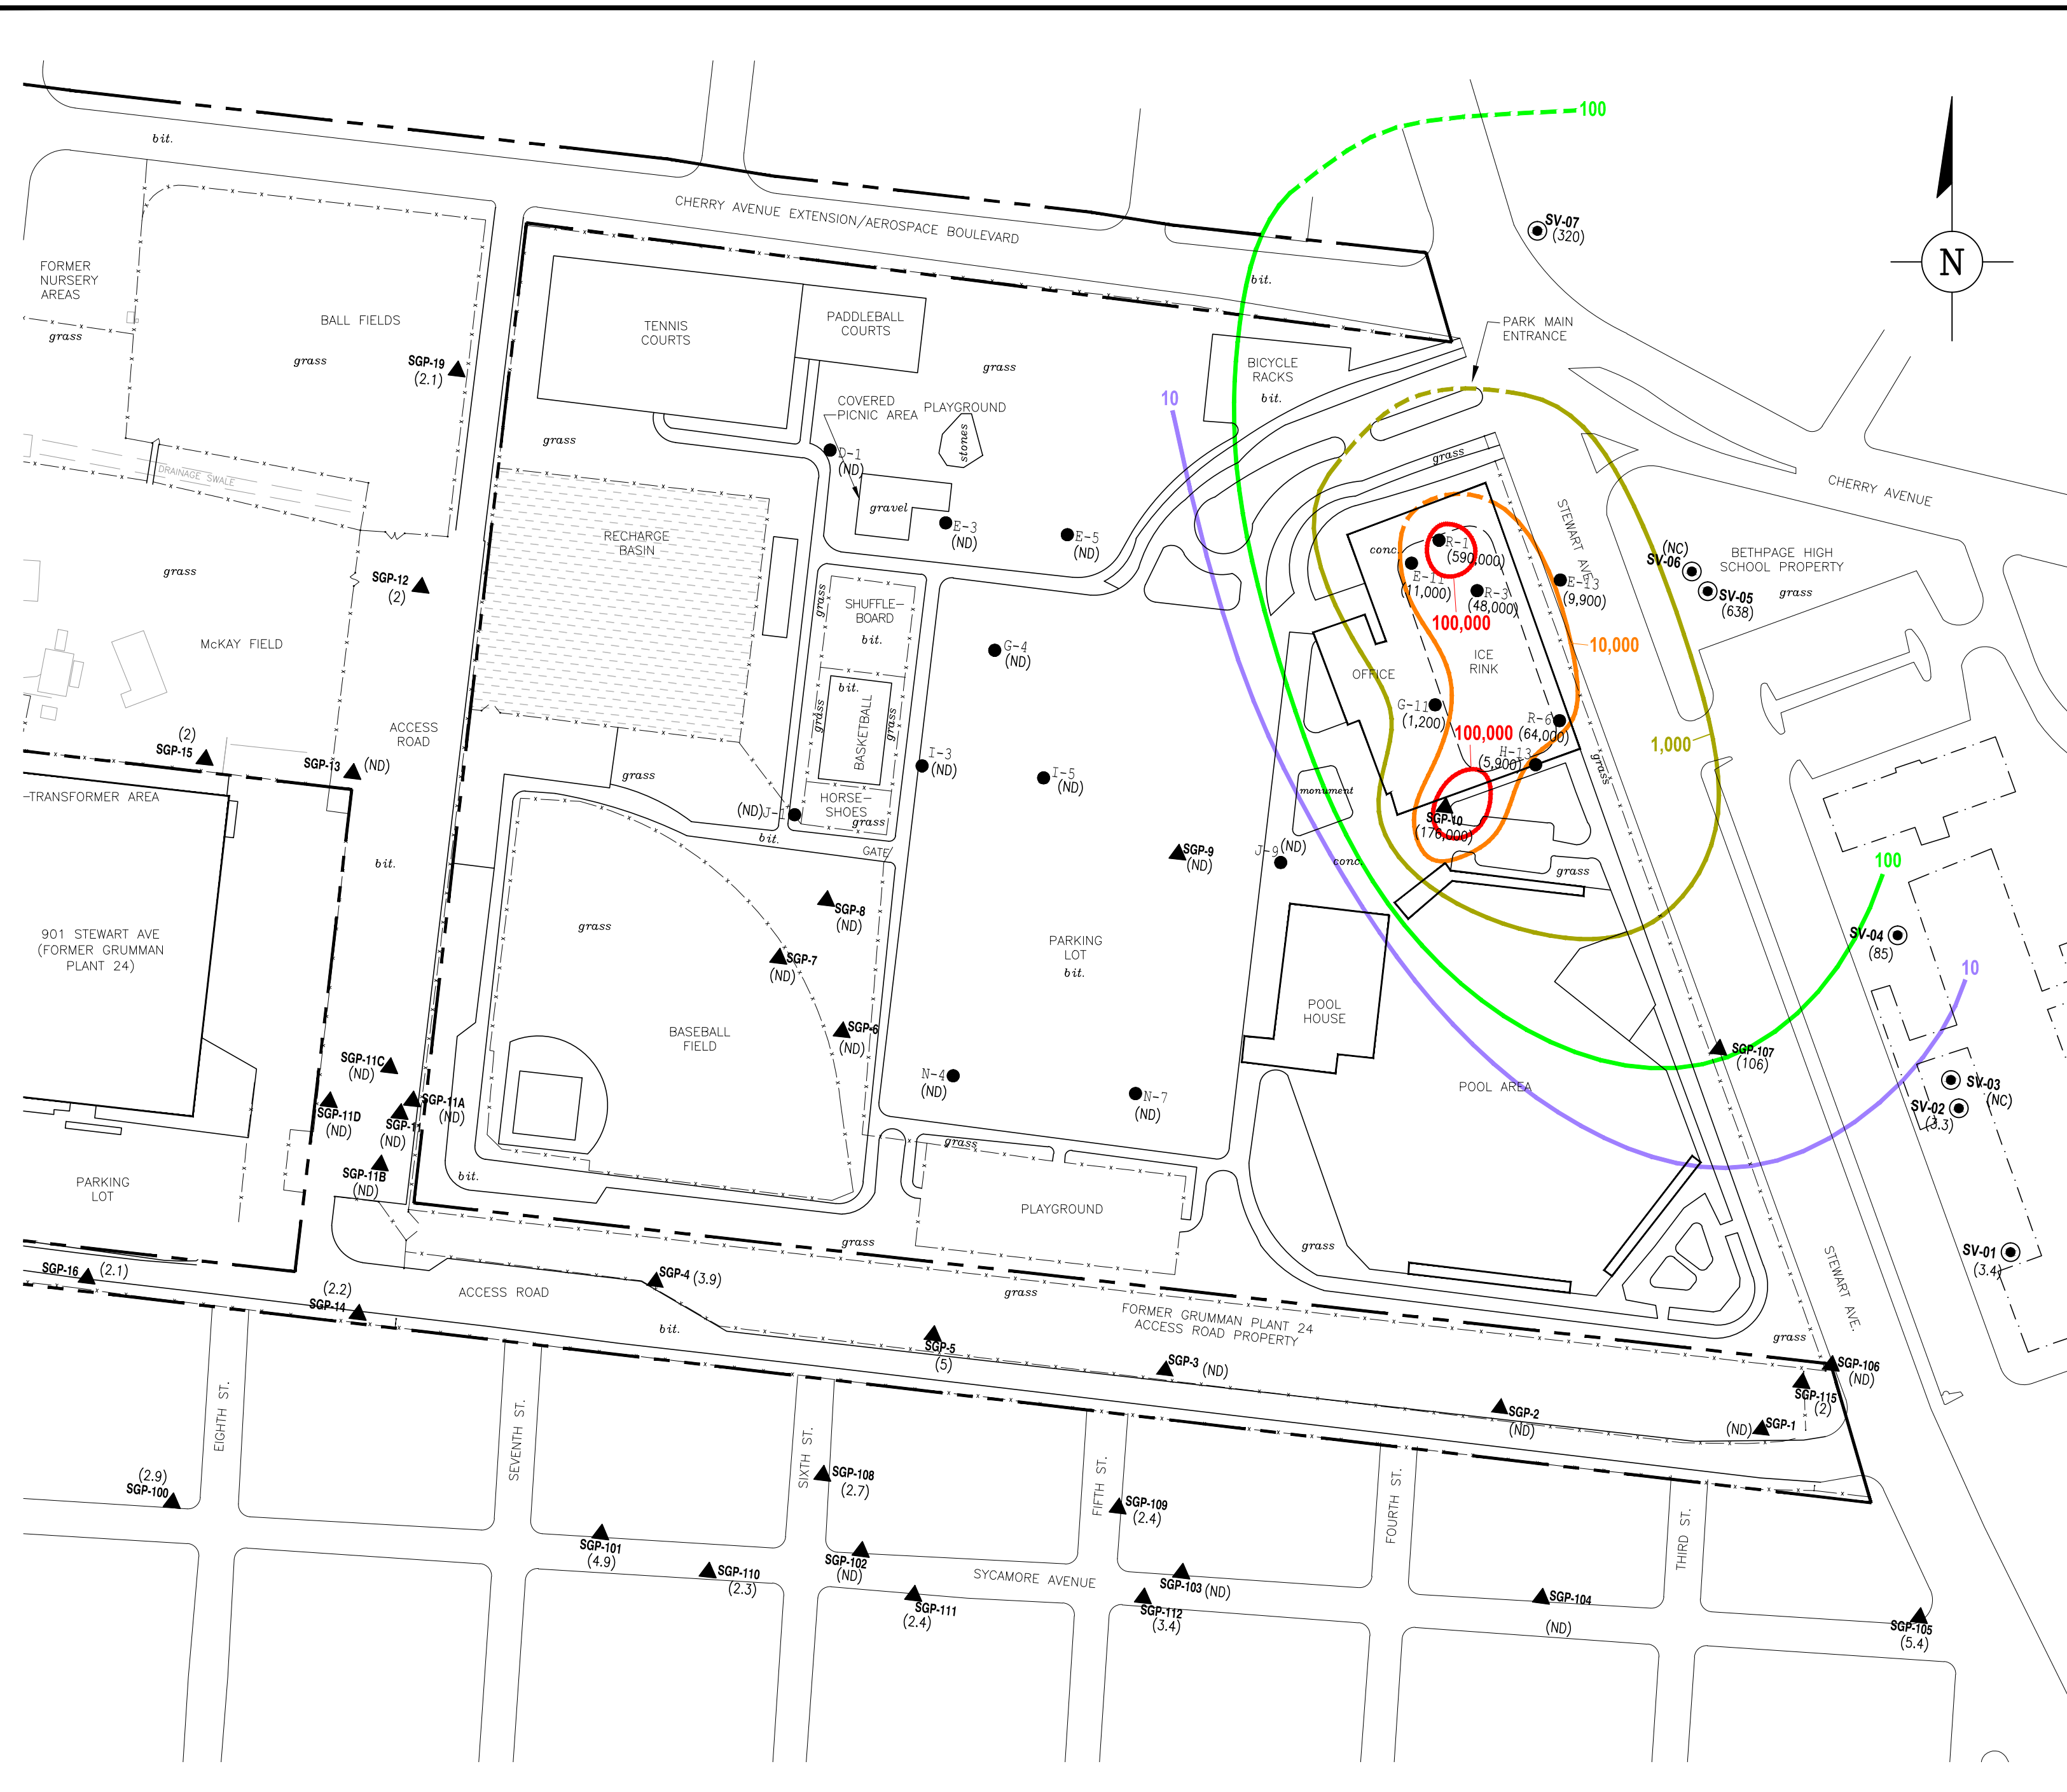 100
bit.
SV-07
(320)
CHERRY AVENUE EXTENSION/AEROSPACE BOULEVARD
N
FORMER
NURSERY
AREAS
grass
BALL FIELDS
grass
SGP-19
(2.1)
TENNIS
COURTS
PADDLEBALL
COURTS
grass
bit.
PARK MAIN
ENTRANCE
BICYCLE
RACKS
bit.
10
COVERED
PICNIC AREA
PLAYGROUND
stones
grass
D-1
(ND)
gravel
E-3
(ND)
E-5
(ND)
DRAINAGE SWALE
RECHARGE
BASIN
grass
STEWART AVE.
CHERRY AVENUE
conc.
R-1
(590,000)
E-11
(11,000)
R-3
(48,000)
100,000
E-13
(9,900)
10,000
(NC)
SV-06
SV-05
(638)
BETHPAGE HIGH
SCHOOL PROPERTY
grass
grass
SGP-12
(2)
McKAY FIELD
grass
SHUFFLE-
BOARD
bit.
G-4
(ND)
ICE
RINK
OFFICE
bit.
grass
BASKETBALL
grass
G-11
(1,200)
R-6
(64,000)
100,000
H-13
(5,900)
grass
1,000
ACCESS
ROAD
(2)
SGP-15
SGP-13
(ND)
I-3
(ND)
I-5
(ND)
grass
HORSE-
SHOES
grass
(ND)
J-1
bit.
GATE
monument
SGP-10
(176,000)
TRANSFORMER AREA
bit.
SGP-9
(ND)
J-9
(ND)
conc.
grass
100
SGP-8
(ND)
grass
901 STEWART AVE
(FORMER GRUMMAN
PLANT 24)
SGP-7
(ND)
PARKING
LOT
bit.
SV-04
(85)
10
POOL
HOUSE
BASEBALL
FIELD
SGP-6
(ND)
SGP-107
(106)
SGP-11C
(ND)
N-4
(ND)
N-7
(ND)
POOL AREA
SV-03
(NC)
SV-02
(3.3)
SGP-11D
(ND)
SGP-11A
(ND)
SGP-11
(ND)
grass
SGP-11B
(ND)
bit.
PARKING
LOT
PLAYGROUND
grass
grass
STEWART AVE.
SV-01
(3.4)
SGP-16
(2.1)
(2.2)
SGP-14
SGP-4
(3.9)
ACCESS ROAD
grass
bit.
FORMER GRUMMAN PLANT 24
ACCESS ROAD PROPERTY
SGP-5
(5)
SGP-3
(ND)
grass
SGP-106
(ND)
SGP-115
(2)
SGP-2
(ND)
(ND)
SGP-1
EIGHTH ST.
SEVENTH ST.
SIXTH ST.
FIFTH ST.
FOURTH ST.
THIRD ST.
(2.9)
SGP-100
SGP-108
(2.7)
SGP-109
(2.4)
SGP-101
(4.9)
SGP-110
(2.3)
SGP-102
(ND)
SYCAMORE AVENUE
SGP-111
(2.4)
SGP-103
(ND)
SGP-112
(3.4)
SGP-104
(ND)
SGP-105
(5.4)